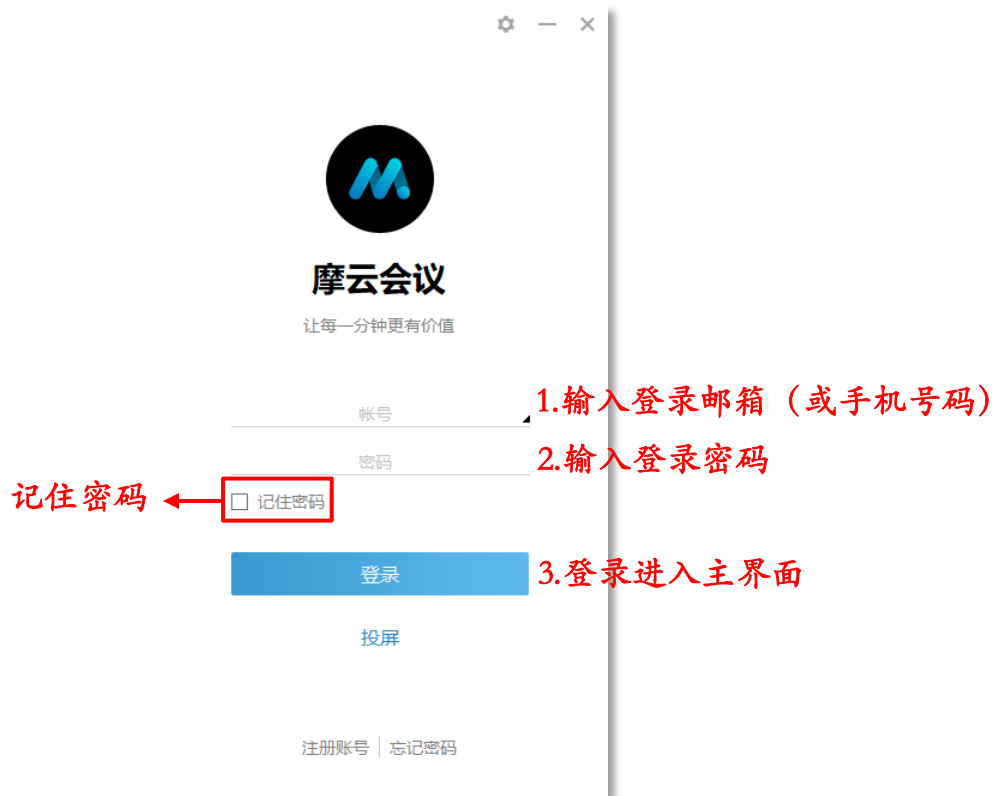 摩云会议
让每一分钟更有价值
帐号
1.输入登录邮箱（或手机号码）
密码
2.输入登录密码
记住密码
记住密码
登录
3.登录进入主界面
投屏
注册账号
忘记密码